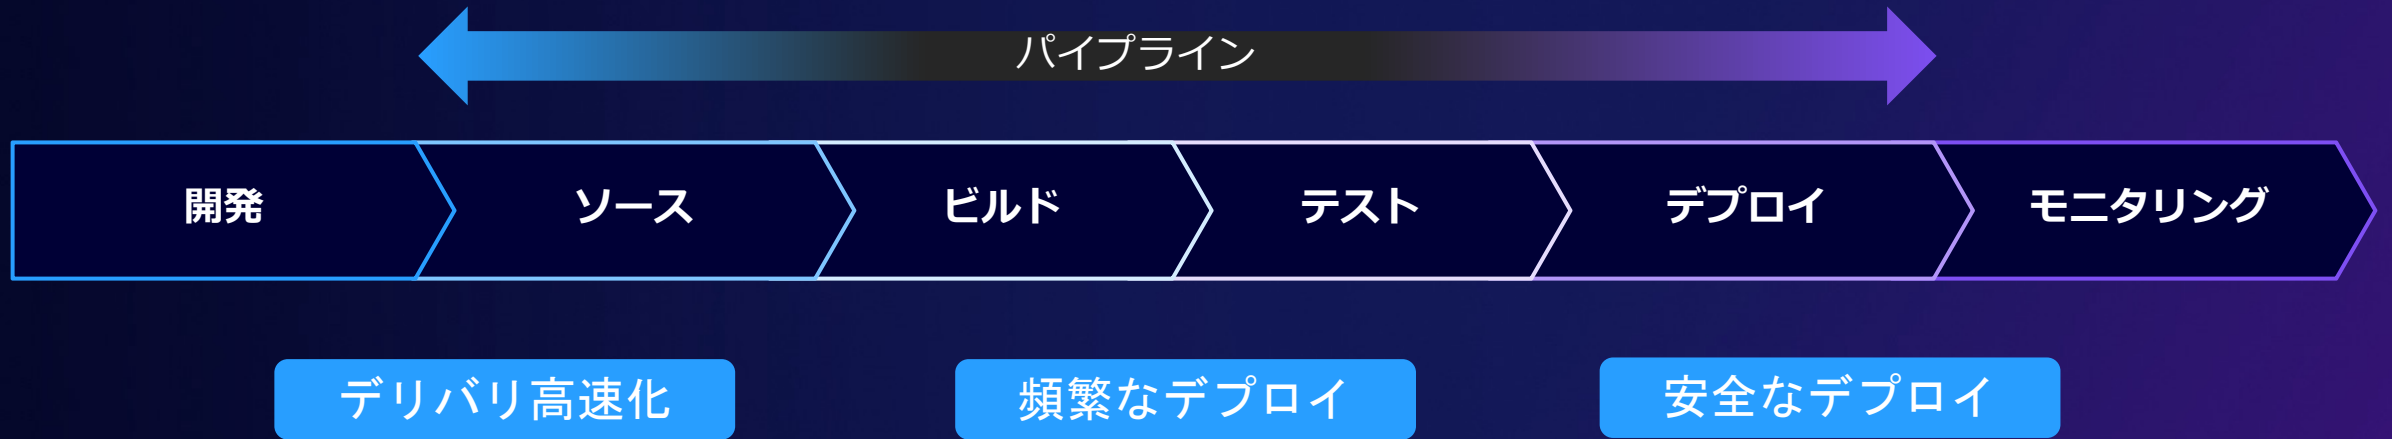 パイプライン
開発
ソース
ビルド
テスト
デプロイ
モニタリング
デリバリ高速化
頻繁なデプロイ
安全なデプロイ